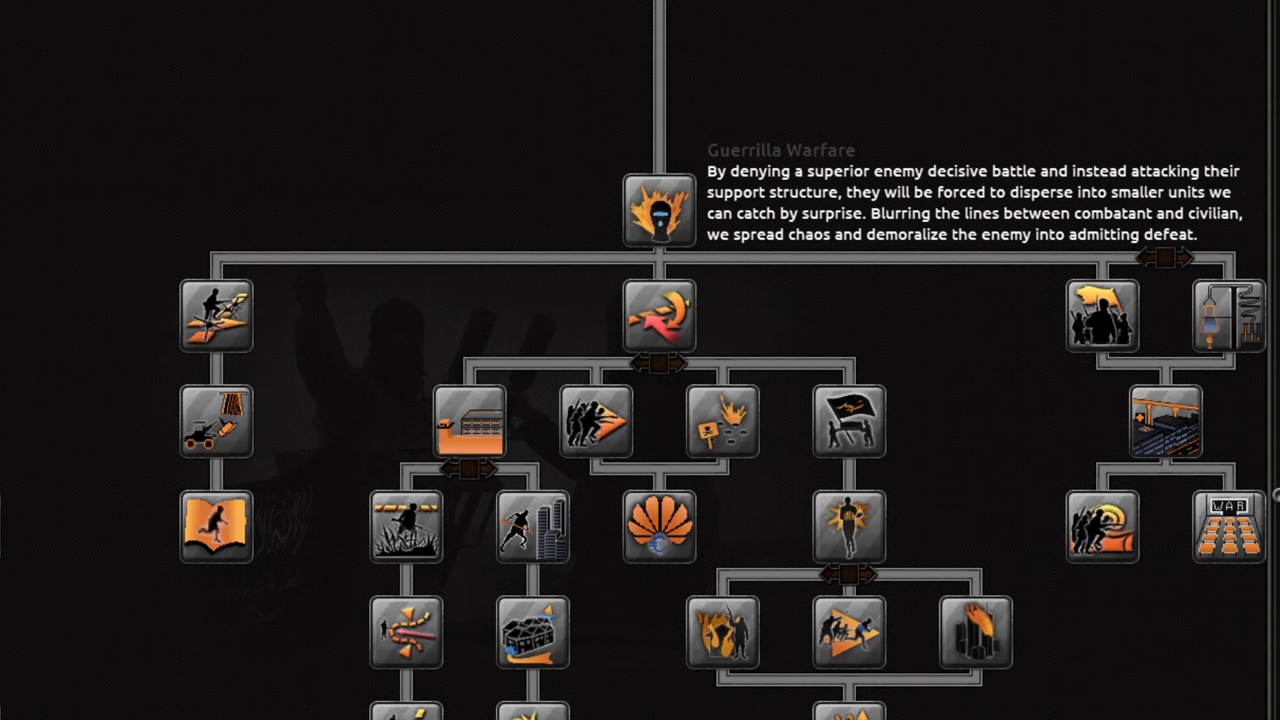 Guerrilla Warfare
By denying a superior enemy decisive battle and instead attacking their
support structure, they will be forced to disperse into smaller units we
can catch by surprise. Blurring the lines between combatant and civilian,
we spread chaos and demoralize the enemy into admitting defeat.
WAR